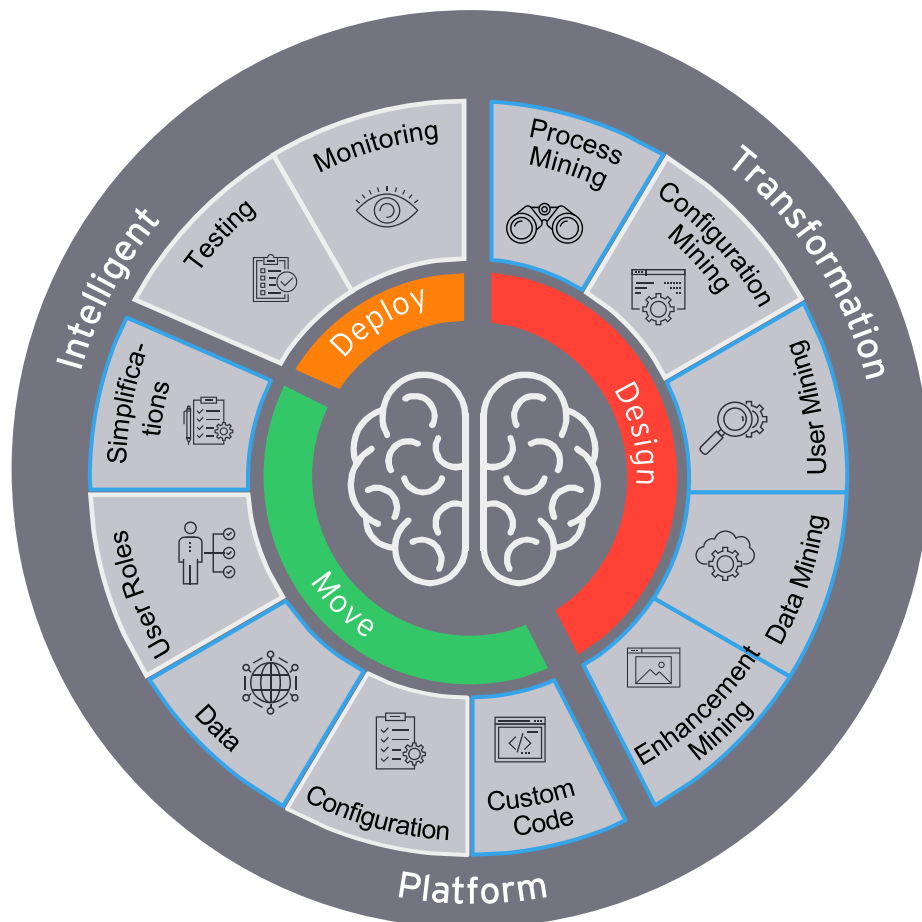 Intelligent
Transformation
Platform
Deploy
Design
Move
Monitoring
Testing
Process
Mining
Configuration
Mining
User Mining
Data Mining
Enhancement
Mining
Custom
Code
Configuration
Data
User Roles
Simplifica-
tions